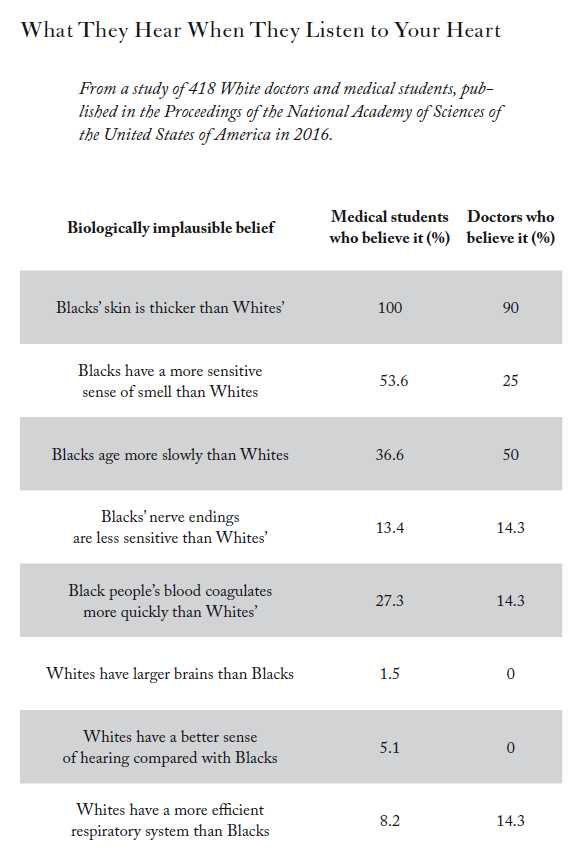 What They Hear When They Listen to Your Heart
From a study of 418 White doctors and medical students, pub-
lished in the Proceedings of the National Academy of Sciences of
the United States of America in 2016.
Biologically implausible belief
Medical students
who believe it (%)
Doctors who
believe it (%)
Blacks' skin is thicker than Whites'
100
90
Blacks have a more sensitive
sense of smell than Whites
53.6
25
Blacks age more slowly than Whites
36.6
50
Blacks' nerve endings
are less sensitive than Whites'
13.4
14.3
Black people's blood coagulates
more quickly than Whites'
27.3
14.3
Whites have larger brains than Blacks
1.5
0
Whites have a better sense
of hearing compared with Blacks
5.1
0
Whites have a more efficient
respiratory system than Blacks
8.2
14.3